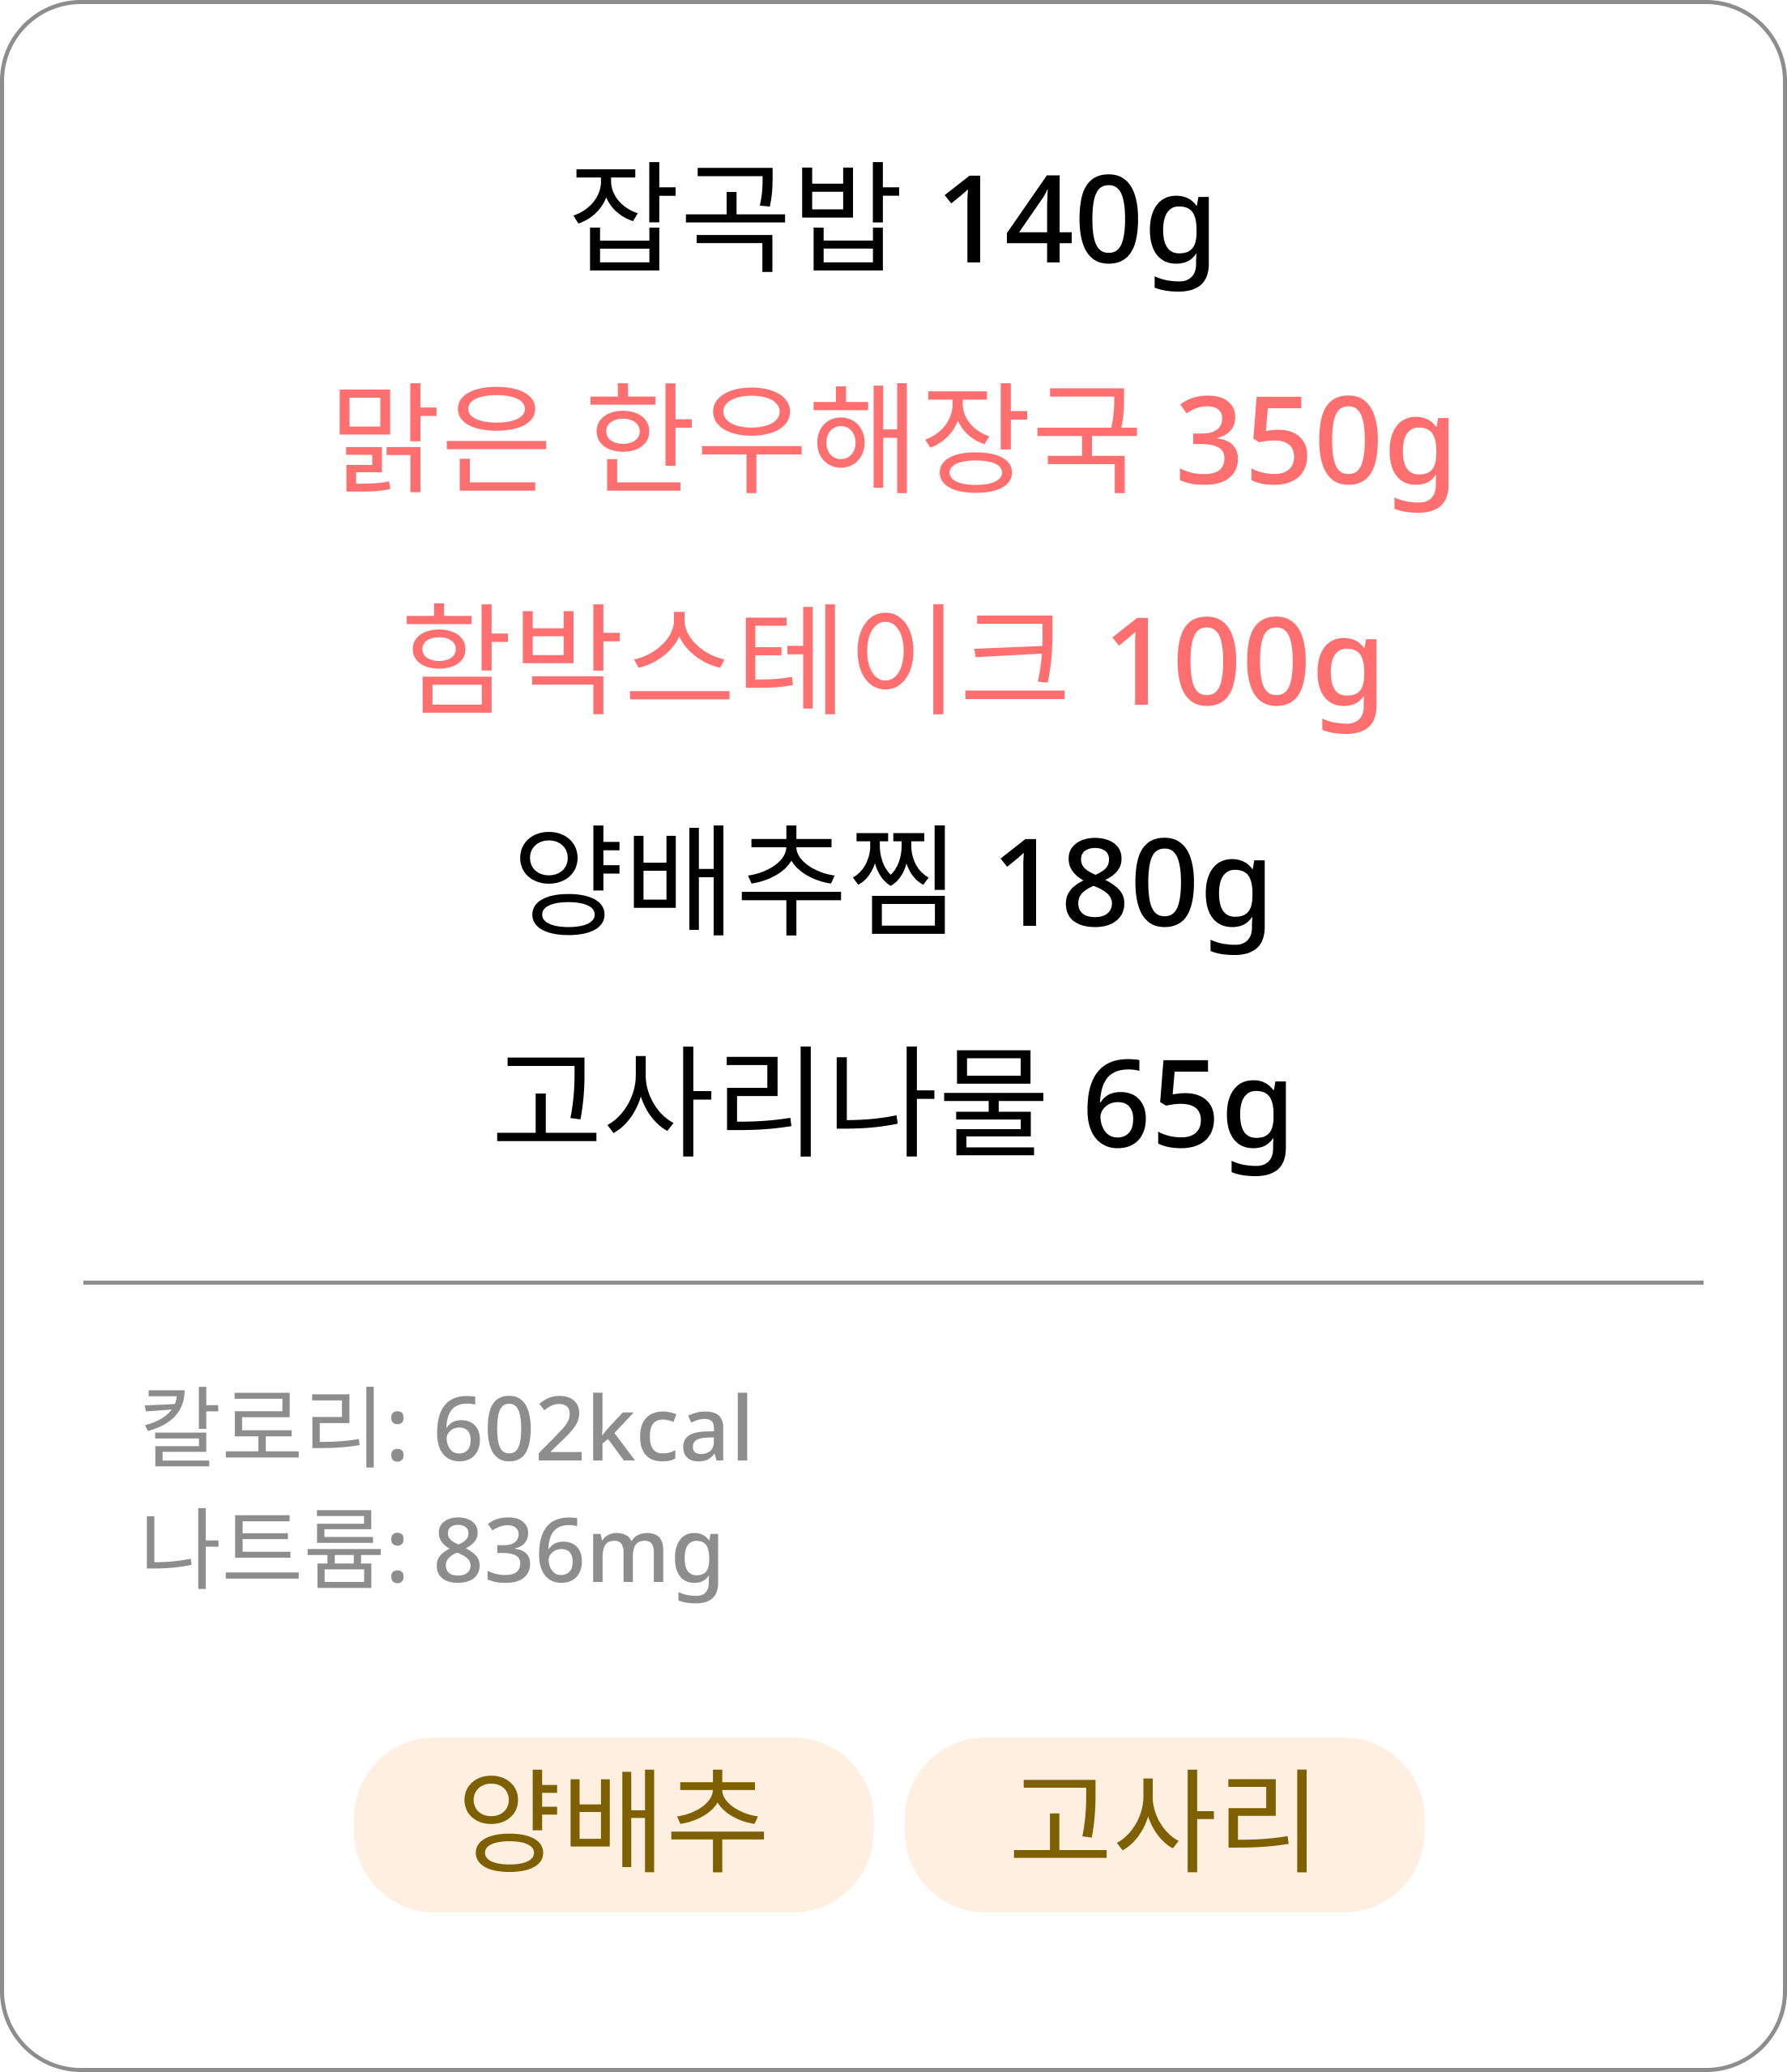 잡곡밥 140g
맑은 한우해장국 350g
함박스테이크 100g
양배추찜 180g
고사리나물 65g
칼로리: 602kcal
나트륨: 836mg
양배추 고사리